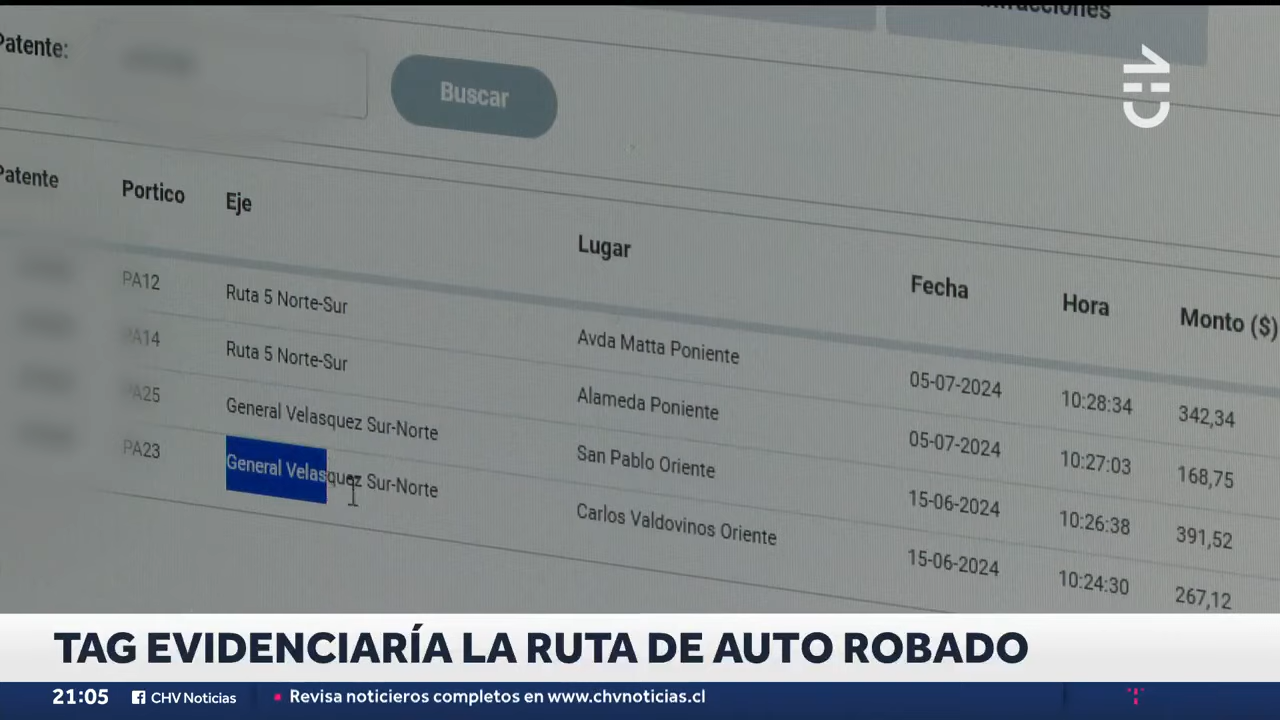 Infracciones
Patente:
Buscar
CHV
Patente Portico Eje Lugar Fecha Hora Monto ($)
PA12 Ruta 5 Norte-Sur Avda Matta Poniente 05-07-2024 10:28:34 342,34
PA14 Ruta 5 Norte-Sur Alameda Poniente 05-07-2024 10:27:03 168,75
PA25 General Velasquez Sur-Norte San Pablo Oriente 15-06-2024 10:26:38 391,52
PA23 General Velasquez Sur-Norte Carlos Valdovinos Oriente 15-06-2024 10:24:30 267,12
TAG EVIDENCIARÍA LA RUTA DE AUTO ROBADO
21:05 CHV Noticias Revisa noticieros completos en www.chvnoticias.cl